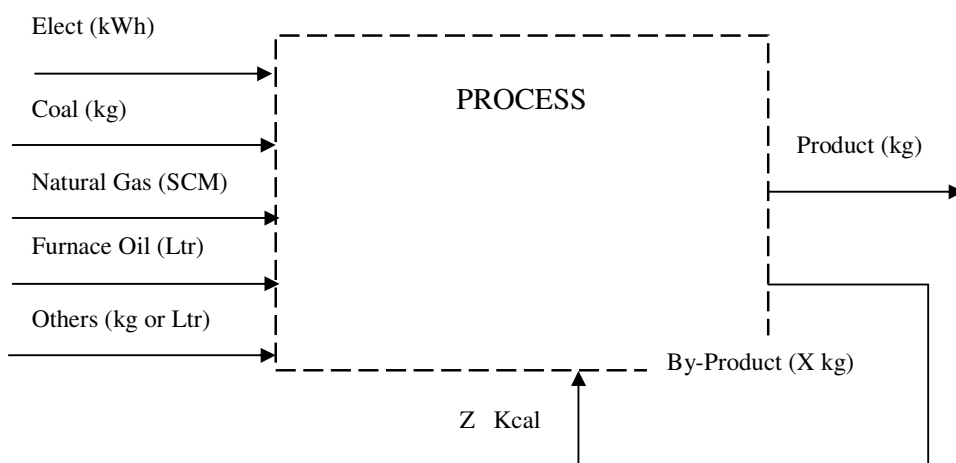 Elect (kWh)
PROCESS
Coal (kg)
Product (kg)
Natural Gas (SCM)
Furnace Oil (Ltr)
Others (kg or Ltr)
By-Product (X kg)
Z Kcal